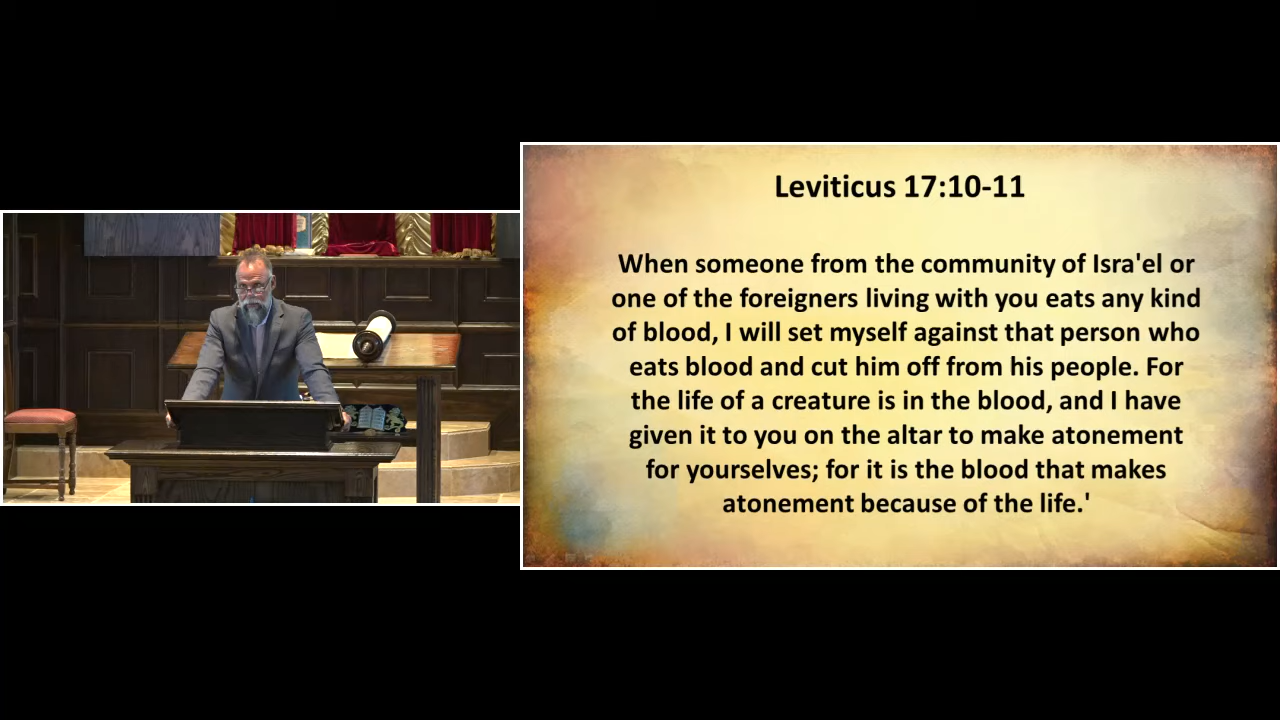 Leviticus 17:10-11
When someone from the community of Isra'el or
one of the foreigners living with you eats any kind
of blood, I will set myself against that person who
eats blood and cut him off from his people. For
the life of a creature is in the blood, and I have
given it to you on the altar to make atonement
for yourselves; for it is the blood that makes
atonement because of the life.'